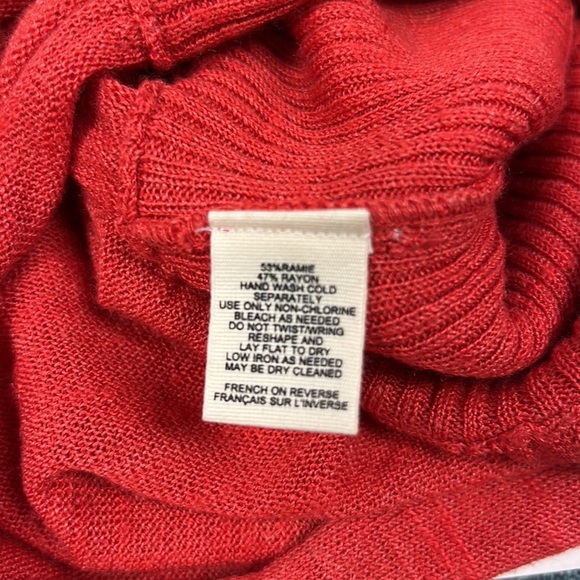 53%RAMIE
47% RAYON
HAND WASH COLD
SEPARATELY
USE ONLY NON-CHLORINE
BLEACH AS NEEDED
DO NOT TWIST/WRING
RESHAPE AND
LAY FLAT TO DRY
LOW IRON AS NEEDED
MAY BE DRY CLEANED
FRENCH ON REVERSE
FRANÇAIS SUR L'INVERSE